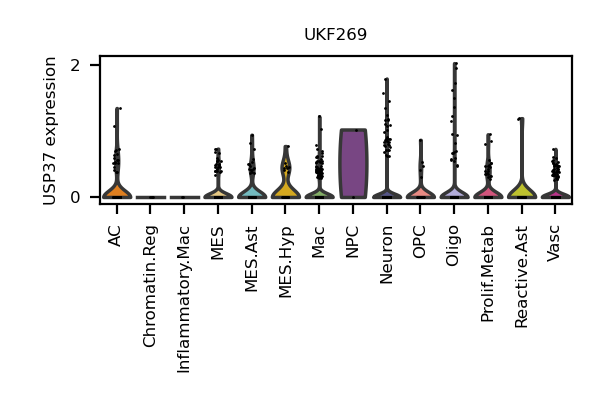 UKF269
USP37 expression
2
0
AC
Chromatin.Reg
Inflammatory.Mac
MES
MES.Ast
MES.Hyp
Mac
NPC
Neuron
OPC
Oligo
Prolif.Metab
Reactive.Ast
Vasc